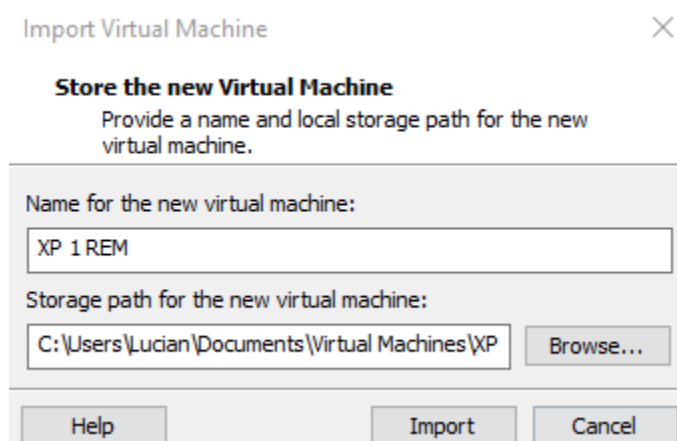 Import Virtual Machine
Store the new Virtual Machine
Provide a name and local storage path for the new
virtual machine.
Name for the new virtual machine:
XP 1 REM
Storage path for the new virtual machine:
C:\Users\Lucian\Documents\Virtual Machines\XP Browse...
Help Import Cancel